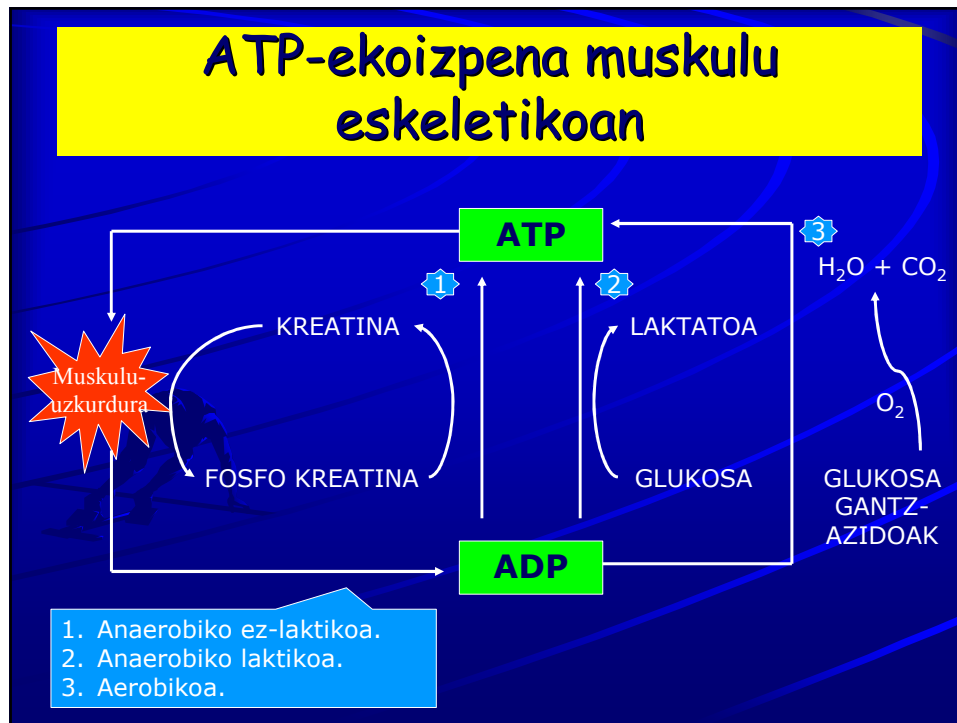 ATP-ekoizpena muskulu
eskeletikoan
ATP
3
H₂O + CO₂
1
2
KREATINA
LAKTATOA
Muskulu-
uzkurdura
O₂
FOSFO KREATINA
GLUKOSA
GLUKOSA
GANTZ-
AZIDOAK
ADP
1. Anaerobiko ez-laktikoa.
2. Anaerobiko laktikoa.
3. Aerobikoa.